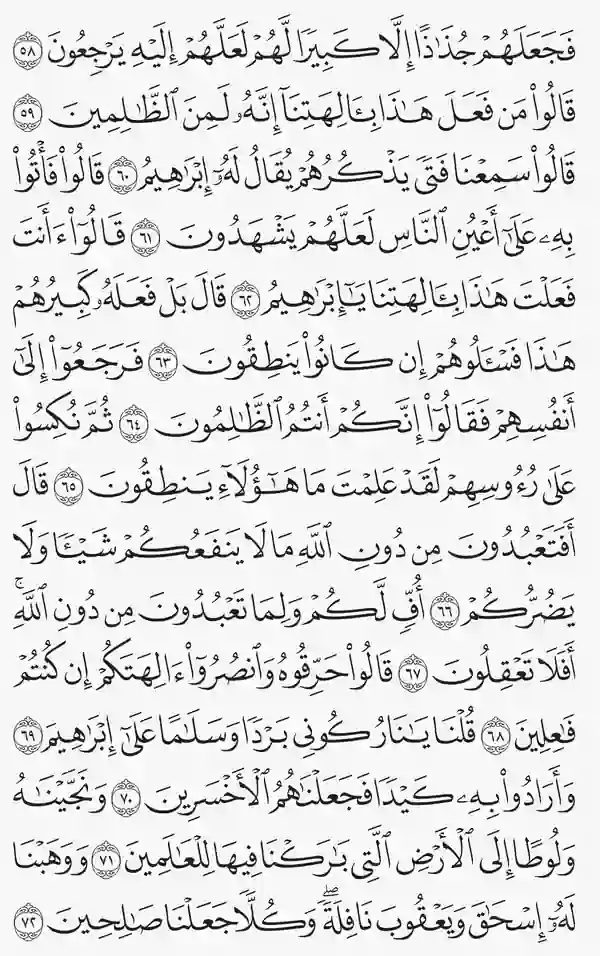 فَجَعَلَهُمْ جُذَٰذًا إِلَّا كَبِيرًا لَّهُمْ لَعَلَّهُمْ إِلَيْهِ يَرْجِعُونَ ٥٨
قَالُوا۟ مَن فَعَلَ هَٰذَا بِـَٔالِهَتِنَآ إِنَّهُۥ لَمِنَ ٱلظَّٰلِمِينَ ٥٩
قَالُوا۟ سَمِعْنَا فَتًى يَذْكُرُهُمْ يُقَالُ لَهُۥٓ إِبْرَٰهِيمُ ٦٠ قَالُوا۟ فَأْتُوا۟
بِهِۦ عَلَىٰٓ أَعْيُنِ ٱلنَّاسِ لَعَلَّهُمْ يَشْهَدُونَ ٦١ قَالُوٓا۟ ءَأَنتَ
فَعَلْتَ هَٰذَا بِـَٔالِهَتِنَا يَٰٓإِبْرَٰهِيمُ ٦٢ قَالَ بَلْ فَعَلَهُۥ كَبِيرُهُمْ
هَٰذَا فَسْـَٔلُوهُمْ إِن كَانُوا۟ يَنطِقُونَ ٦٣ فَرَجَعُوٓا۟ إِلَىٰٓ
أَنفُسِهِمْ فَقَالُوٓا۟ إِنَّكُمْ أَنتُمُ ٱلظَّٰلِمُونَ ٦٤ ثُمَّ نُكِسُوا۟
عَلَىٰ رُءُوسِهِمْ لَقَدْ عَلِمْتَ مَا هَٰٓؤُلَآءِ يَنطِقُونَ ٦٥ قَالَ
أَفَتَعْبُدُونَ مِن دُونِ ٱللَّهِ مَا لَا يَنفَعُكُمْ شَيْـًٔا وَلَا
يَضُرُّكُمْ ٦٦ أُفٍّ لَّكُمْ وَلِمَا تَعْبُدُونَ مِن دُونِ ٱللَّهِ ۚ
أَفَلَا تَعْقِلُونَ ٦٧ قَالُوا۟ حَرِّقُوهُ وَٱنصُرُوٓا۟ ءَالِهَتَكُمْ إِن كُنتُمْ
فَٰعِلِينَ ٦٨ قُلْنَا يَٰنَارُ كُونِى بَرْدًا وَسَلَٰمًا عَلَىٰٓ إِبْرَٰهِيمَ ٦٩
وَأَرَادُوا۟ بِهِۦ كَيْدًا فَجَعَلْنَٰهُمُ ٱلْأَخْسَرِينَ ٧٠ وَنَجَّيْنَٰهُ
وَلُوطًا إِلَى ٱلْأَرْضِ ٱلَّتِى بَٰرَكْنَا فِيهَا لِلْعَٰلَمِينَ ٧١ وَوَهَبْنَا
لَهُۥٓ إِسْحَٰقَ وَيَعْقُوبَ نَافِلَةً ۖ وَكُلًّا جَعَلْنَا صَٰلِحِينَ ٧٢